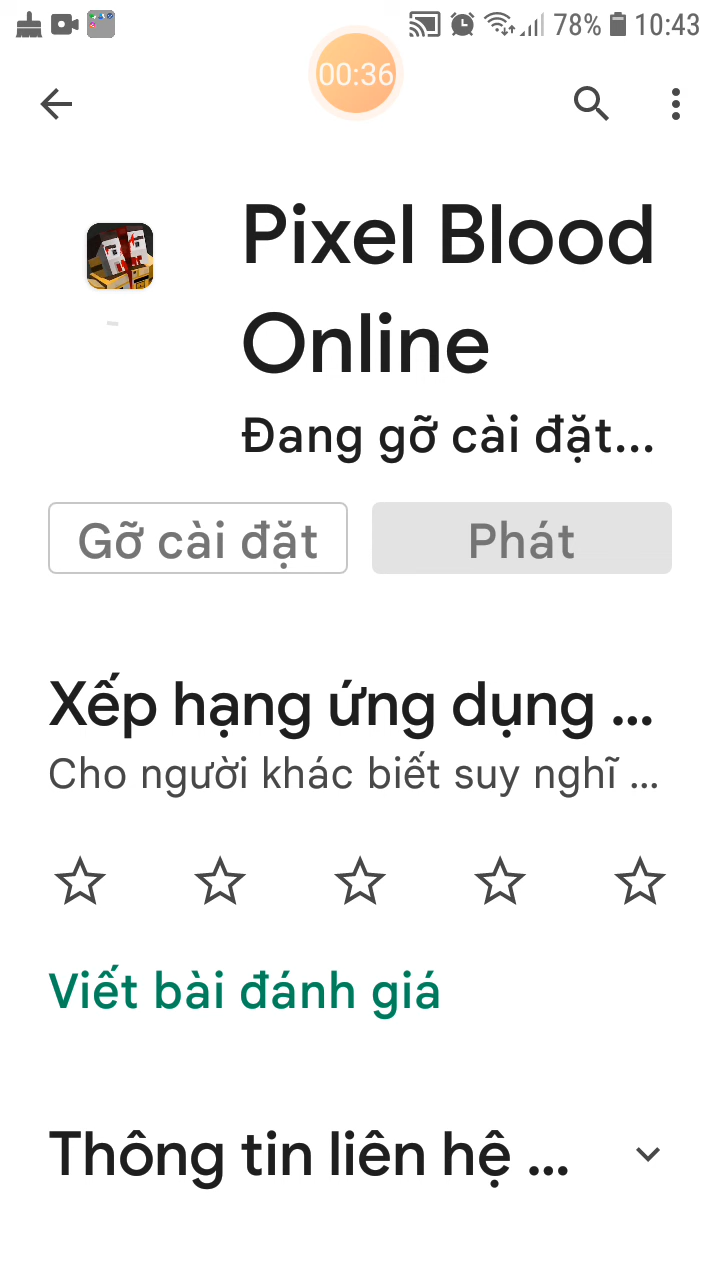 78% 10:43
00:36
Pixel Blood
Online
Đang gỡ cài đặt...
Gỡ cài đặt Phát
Xếp hạng ứng dụng ...
Cho người khác biết suy nghĩ ...
Viết bài đánh giá
Thông tin liên hệ ...